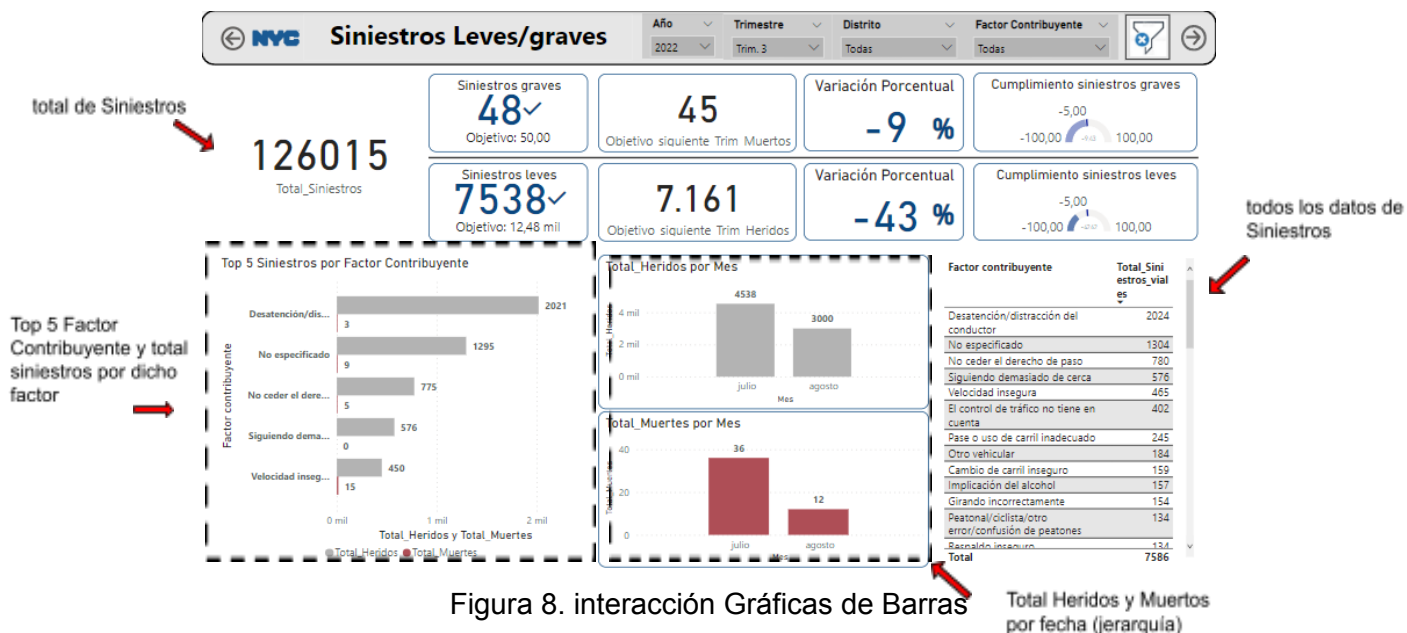 NYC Siniestros Leves/graves
Año
2022
Trimestre
Trim. 3
Distrito
Todas
Factor Contribuyente
Todas
total de Siniestros
126015
Total_Siniestros
Siniestros graves
48
Objetivo: 50,00
45
Objetivo siguiente Trim Muertos
Variación Porcentual
-9 %
Cumplimiento siniestros graves
-5,00
-100,00
100,00
Siniestros leves
7538
Objetivo: 12,48 mil
7.161
Objetivo siguiente Trim Heridos
Variación Porcentual
-43 %
Cumplimiento siniestros leves
-5,00
-100,00
100,00
todos los datos de
Siniestros
Top 5 Factor
Contribuyente y total
siniestros por dicho
factor
Top 5 Siniestros por Factor Contribuyente
Factor contribuyente
Desatención/dis...
2021
3
No especificado
1295
9
No ceder el dere...
775
5
Siguiendo dema...
576
0
Velocidad inseg...
450
15
0 mil
1 mil
2 mil
Total_Heridos y Total_Muertes
Total_Heridos
Total_Muertes
Total_Heridos por Mes
Total_Heridos
4 mil
2 mil
0 mil
4538
3000
julio
agosto
Mes
Total_Muertes por Mes
Total_Muertes
40
20
0
36
12
julio
agosto
Mes
Factor contribuyente
Total_Sini
estros_vial
es
Desatención/distracción del
conductor
2024
No especificado
1304
No ceder el derecho de paso
780
Siguiendo demasiado de cerca
576
Velocidad insegura
465
El control de tráfico no tiene en
cuenta
402
Pase o uso de carril inadecuado
245
Otro vehicular
184
Cambio de carril inseguro
159
Implicación del alcohol
157
Girando incorrectamente
154
Peatonal/ciclista/otro
error/confusión de peatones
134
Respaldo inseguro
134
Total
7586
Figura 8. interacción Gráficas de Barras
Total Heridos y Muertos
por fecha (jerarquía)